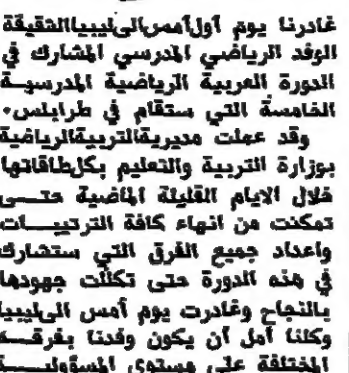 غادرنا يوم أول أمس الى ليبيا الشقيقة
الوفد الرياضي المدرسي المشارك في
الدورة العربية الرياضية المدرسية
الخامسة التي ستقام في طرابلس.
وقد عملت مديرية التربية الرياضية
بوزارة التربية والتعليم بكل طاقاتها
خلال الايام القليلة الماضية حتى
تمكنت من انهاء كافة الترتيبات
واعداد جميع الفرق التي ستشارك
في هذه الدورة حتى تكللت جهودها
بالنجاح وغادرت يوم أمس الى ليبيا
وكلنا أمل أن يكون وفدنا بفرقه
المختلفة على مستوى المسؤولية